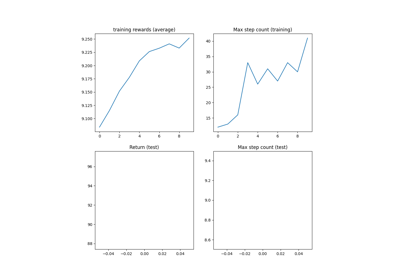 training rewards (average)
Max step count (training)
9.250
9.225
9.200
9.175
9.150
9.125
9.100
0 2 4 6 8
40
35
30
25
20
15
0 2 4 6 8
Return (test)
Max step count (test)
96
94
92
90
88
−0.04 −0.02 0.00 0.02 0.04
9.4
9.2
9.0
8.8
8.6
−0.04 −0.02 0.00 0.02 0.04